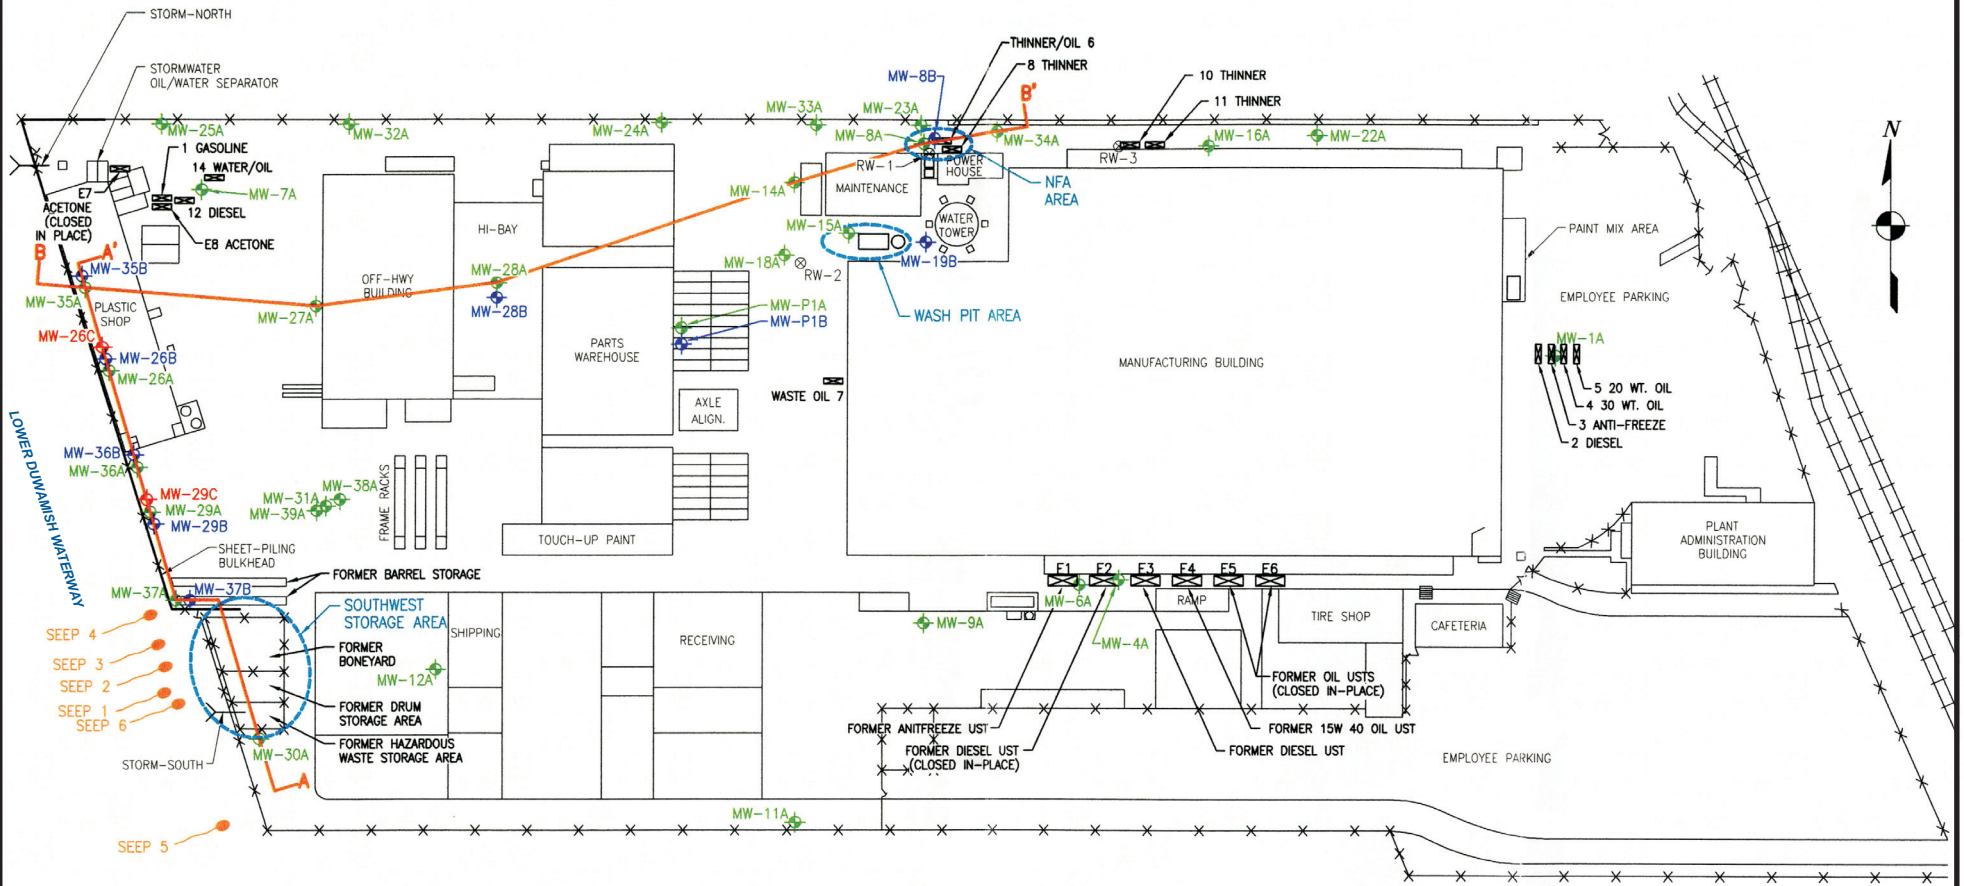 STORM-NORTH
STORMWATER
OIL/WATER SEPARATOR
THINNER/OIL 6
8 THINNER
MW-8B
10 THINNER
11 THINNER
B'
MW-25A
MW-32A
MW-24A
MW-33A
MW-23A
MW-8A
MW-34A
MW-16A
MW-22A
N
1 GASOLINE
14 WATER/OIL
RW-1
POWER
HOUSE
RW-3
E7
ACETONE
(CLOSED
IN PLACE)
MW-7A
12 DIESEL
E8 ACETONE
MW-14A
MAINTENANCE
NFA
AREA
HI-BAY
MW-15A
WATER
TOWER
PAINT MIX AREA
B
A'
MW-35B
MW-35A
OFF-HWY
BUILDING
MW-28A
MW-28B
MW-18A
RW-2
MW-19B
PLASTIC
SHOP
MW-27A
MW-P1A
MW-P1B
WASH PIT AREA
EMPLOYEE PARKING
MW-26C
MW-26B
MW-26A
PARTS
WAREHOUSE
MANUFACTURING BUILDING
MW-1A
WASTE OIL 7
AXLE
ALIGN.
5 20 WT. OIL
4 30 WT. OIL
3 ANTI-FREEZE
2 DIESEL
LOWER DUWAMISH WATERWAY
MW-36B
MW-36A
MW-29C
MW-29A
MW-29B
MW-31A
MW-38A
MW-39A
FRAME RACKS
TOUCH-UP PAINT
PLANT
ADMINISTRATION
BUILDING
SHEET-PILING
BULKHEAD
FORMER BARREL STORAGE
MW-37A
MW-37B
SOUTHWEST
STORAGE AREA
E1
E2
E3
E4
E5
E6
MW-6A
RAMP
TIRE SHOP
CAFETERIA
SEEP 4
SEEP 3
SEEP 2
SEEP 1
SEEP 6
SHIPPING
RECEIVING
MW-9A
MW-4A
FORMER
BONEYARD
MW-12A
FORMER DRUM
STORAGE AREA
FORMER HAZARDOUS
WASTE STORAGE AREA
FORMER OIL USTS
(CLOSED IN-PLACE)
FORMER ANITFREEZE UST
FORMER DIESEL UST
(CLOSED IN-PLACE)
FORMER 15W 40 OIL UST
FORMER DIESEL UST
STORM-SOUTH
MW-30A
A
EMPLOYEE PARKING
MW-11A
SEEP 5